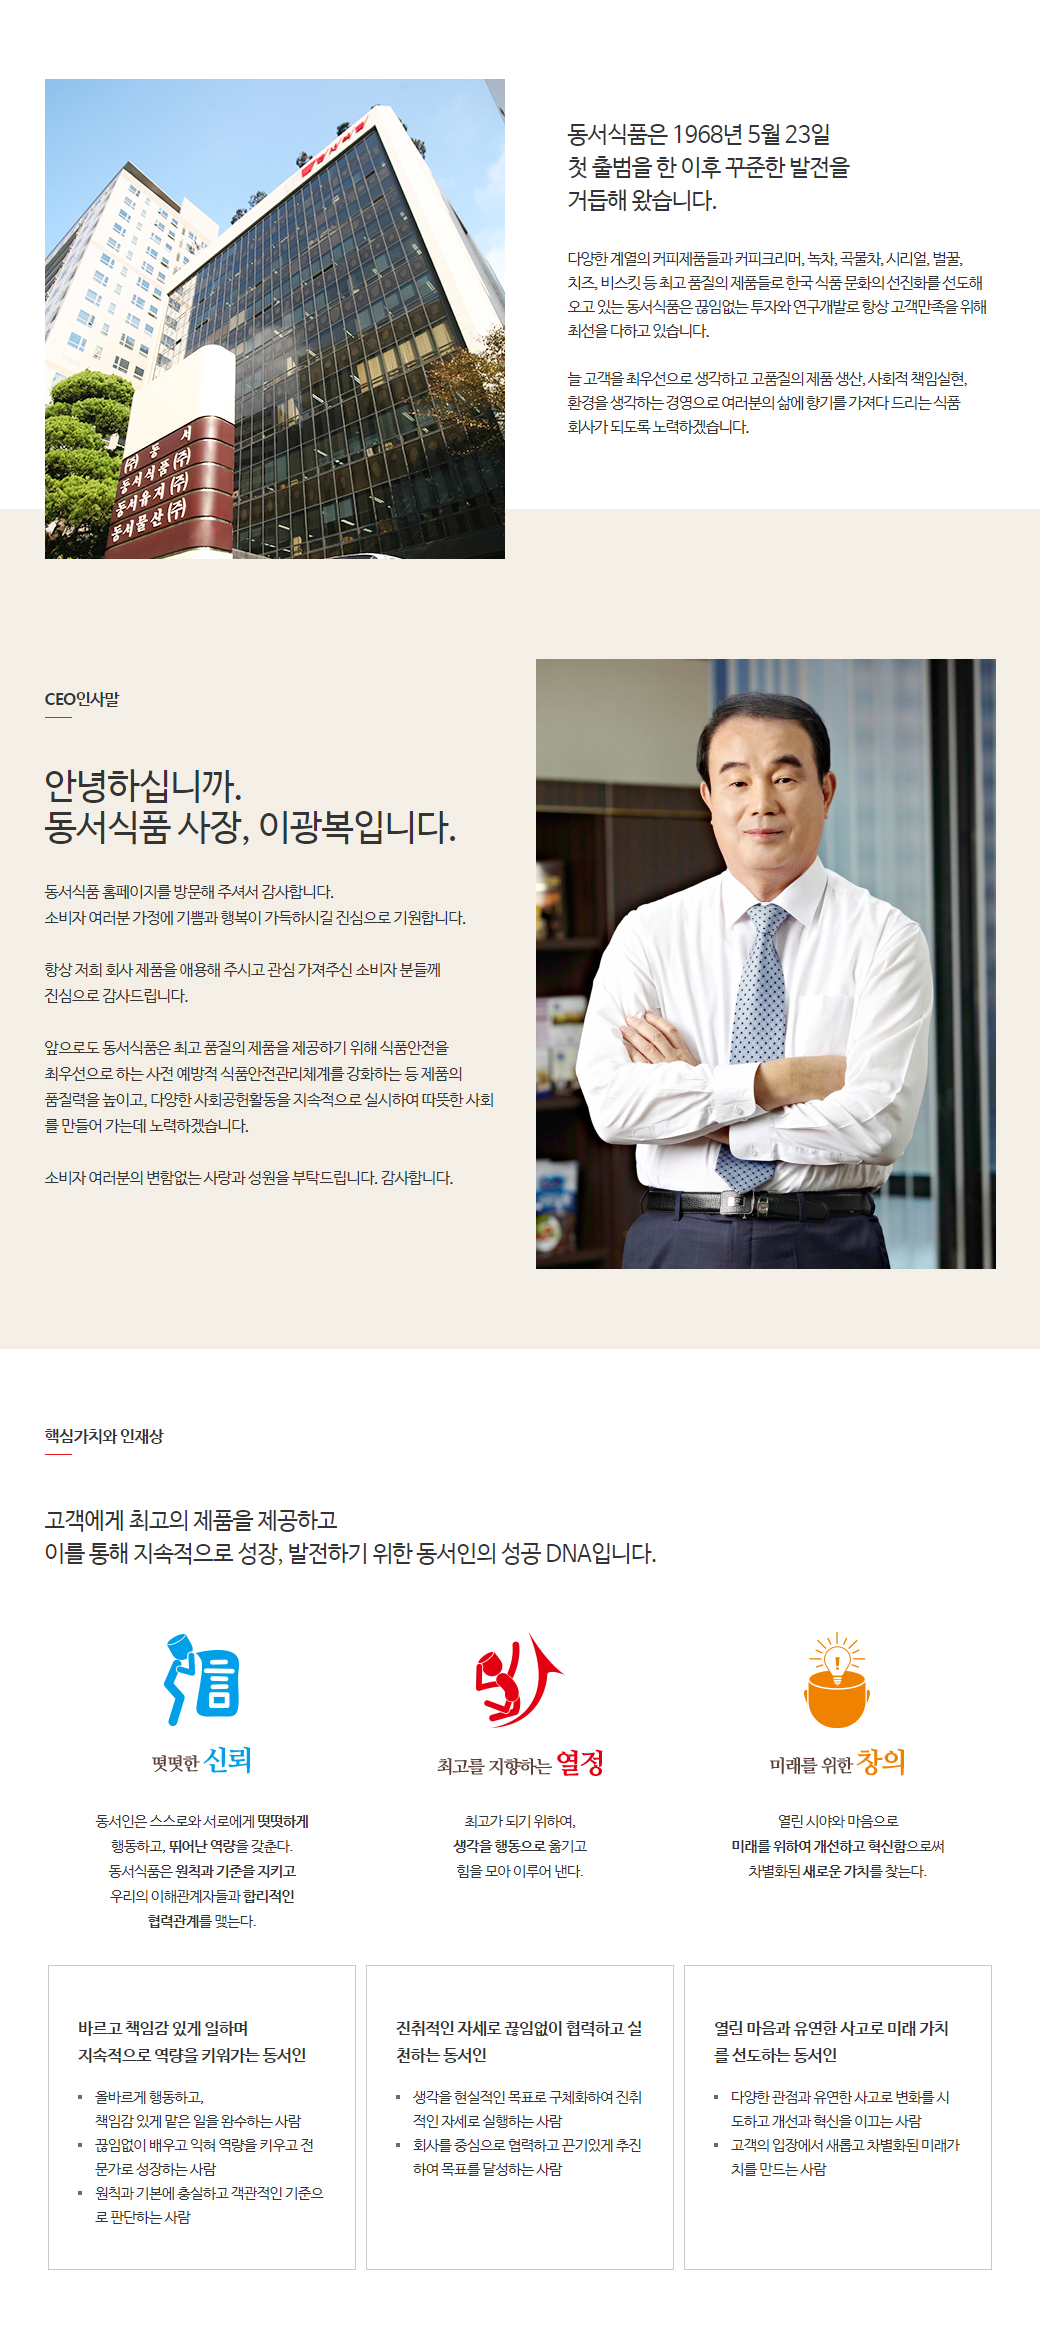 동서식품
(주) 동 서
동서식품(주)
동서유지(주)
동서물산(주)
동서식품은 1968년 5월 23일
첫 출범을 한 이후 꾸준한 발전을
거듭해 왔습니다.
다양한 계열의 커피제품들과 커피크리머, 녹차, 곡물차, 시리얼, 벌꿀,
치즈, 비스킷 등 최고 품질의 제품들로 한국 식품 문화의 선진화를 선도해
오고 있는 동서식품은 끊임없는 투자와 연구개발로 항상 고객만족을 위해
최선을 다하고 있습니다.
늘 고객을 최우선으로 생각하고 고품질의 제품 생산, 사회적 책임실현,
환경을 생각하는 경영으로 여러분의 삶에 향기를 가져다 드리는 식품
회사가 되도록 노력하겠습니다.
CEO인사말
안녕하십니까.
동서식품 사장, 이광복입니다.
동서식품 홈페이지를 방문해 주셔서 감사합니다.
소비자 여러분 가정에 기쁨과 행복이 가득하시길 진심으로 기원합니다.
항상 저희 회사 제품을 애용해 주시고 관심 가져주신 소비자 분들께
진심으로 감사드립니다.
앞으로도 동서식품은 최고 품질의 제품을 제공하기 위해 식품안전을
최우선으로 하는 사전 예방적 식품안전관리체계를 강화하는 등 제품의
품질력을 높이고, 다양한 사회공헌활동을 지속적으로 실시하여 따뜻한 사회
를 만들어 가는데 노력하겠습니다.
소비자 여러분의 변함없는 사랑과 성원을 부탁드립니다. 감사합니다.
핵심가치와 인재상
고객에게 최고의 제품을 제공하고
이를 통해 지속적으로 성장, 발전하기 위한 동서인의 성공 DNA입니다.
信
떳떳한 신뢰
동서인은 스스로와 서로에게 떳떳하게
행동하고, 뛰어난 역량을 갖춘다.
동서식품은 원칙과 기준을 지키고
우리의 이해관계자들과 합리적인
협력관계를 맺는다.
최고를 지향하는 열정
최고가 되기 위하여,
생각을 행동으로 옮기고
힘을 모아 이루어 낸다.
!
미래를 위한 창의
열린 시야와 마음으로
미래를 위하여 개선하고 혁신함으로써
차별화된 새로운 가치를 찾는다.
바르고 책임감 있게 일하며
지속적으로 역량을 키워가는 동서인
올바르게 행동하고,
책임감 있게 맡은 일을 완수하는 사람
끊임없이 배우고 익혀 역량을 키우고 전
문가로 성장하는 사람
원칙과 기본에 충실하고 객관적인 기준으
로 판단하는 사람
진취적인 자세로 끊임없이 협력하고 실
천하는 동서인
생각을 현실적인 목표로 구체화하여 진취
적인 자세로 실행하는 사람
회사를 중심으로 협력하고 끈기있게 추진
하여 목표를 달성하는 사람
열린 마음과 유연한 사고로 미래 가치
를 선도하는 동서인
다양한 관점과 유연한 사고로 변화를 시
도하고 개선과 혁신을 이끄는 사람
고객의 입장에서 새롭고 차별화된 미래가
치를 만드는 사람